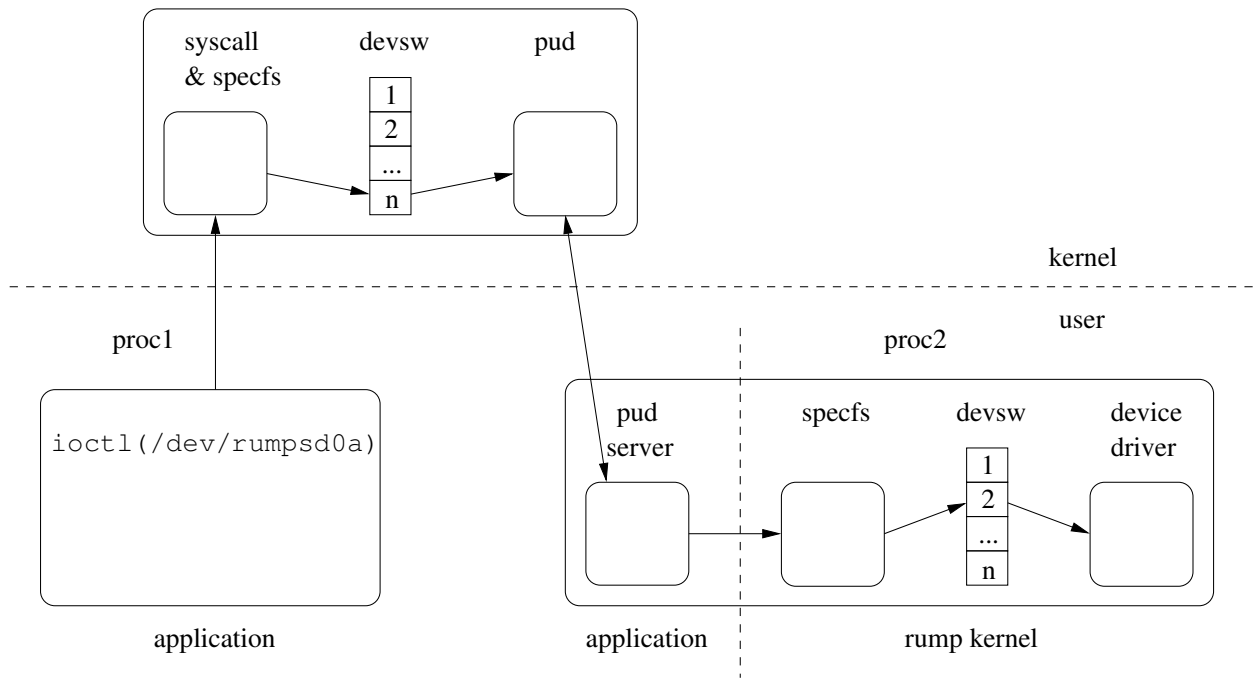 syscall
& specfs
devsw
pud
1
2
...
n
kernel
user
proc1
proc2
ioctl(/dev/rumpsd0a)
pud
server
specfs
devsw
device
driver
1
2
...
n
application
application
rump kernel